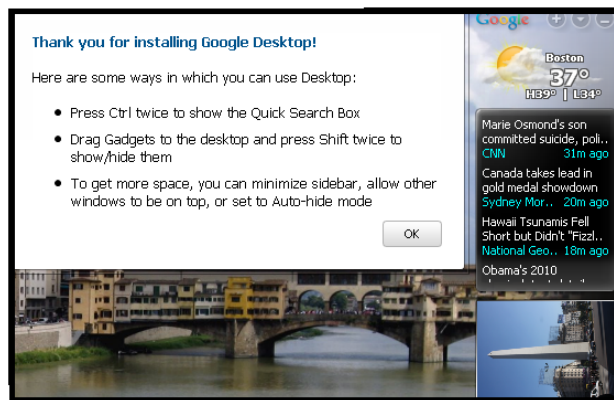 Thank you for installing Google Desktop!
Here are some ways in which you can use Desktop:
• Press Ctrl twice to show the Quick Search Box
• Drag Gadgets to the desktop and press Shift twice to
show/hide them
• To get more space, you can minimize sidebar, allow other
windows to be on top, or set to Auto-hide mode
OK
Google
Boston
37°
H39° | L34°
Marie Osmond's son
committed suicide, poli..
CNN 31m ago
Canada takes lead in
gold medal showdown
Sydney Mor.. 20m ago
Hawaii Tsunamis Fell
Short but Didn't "Fizzl..
National Geo.. 18m ago
Obama's 2010